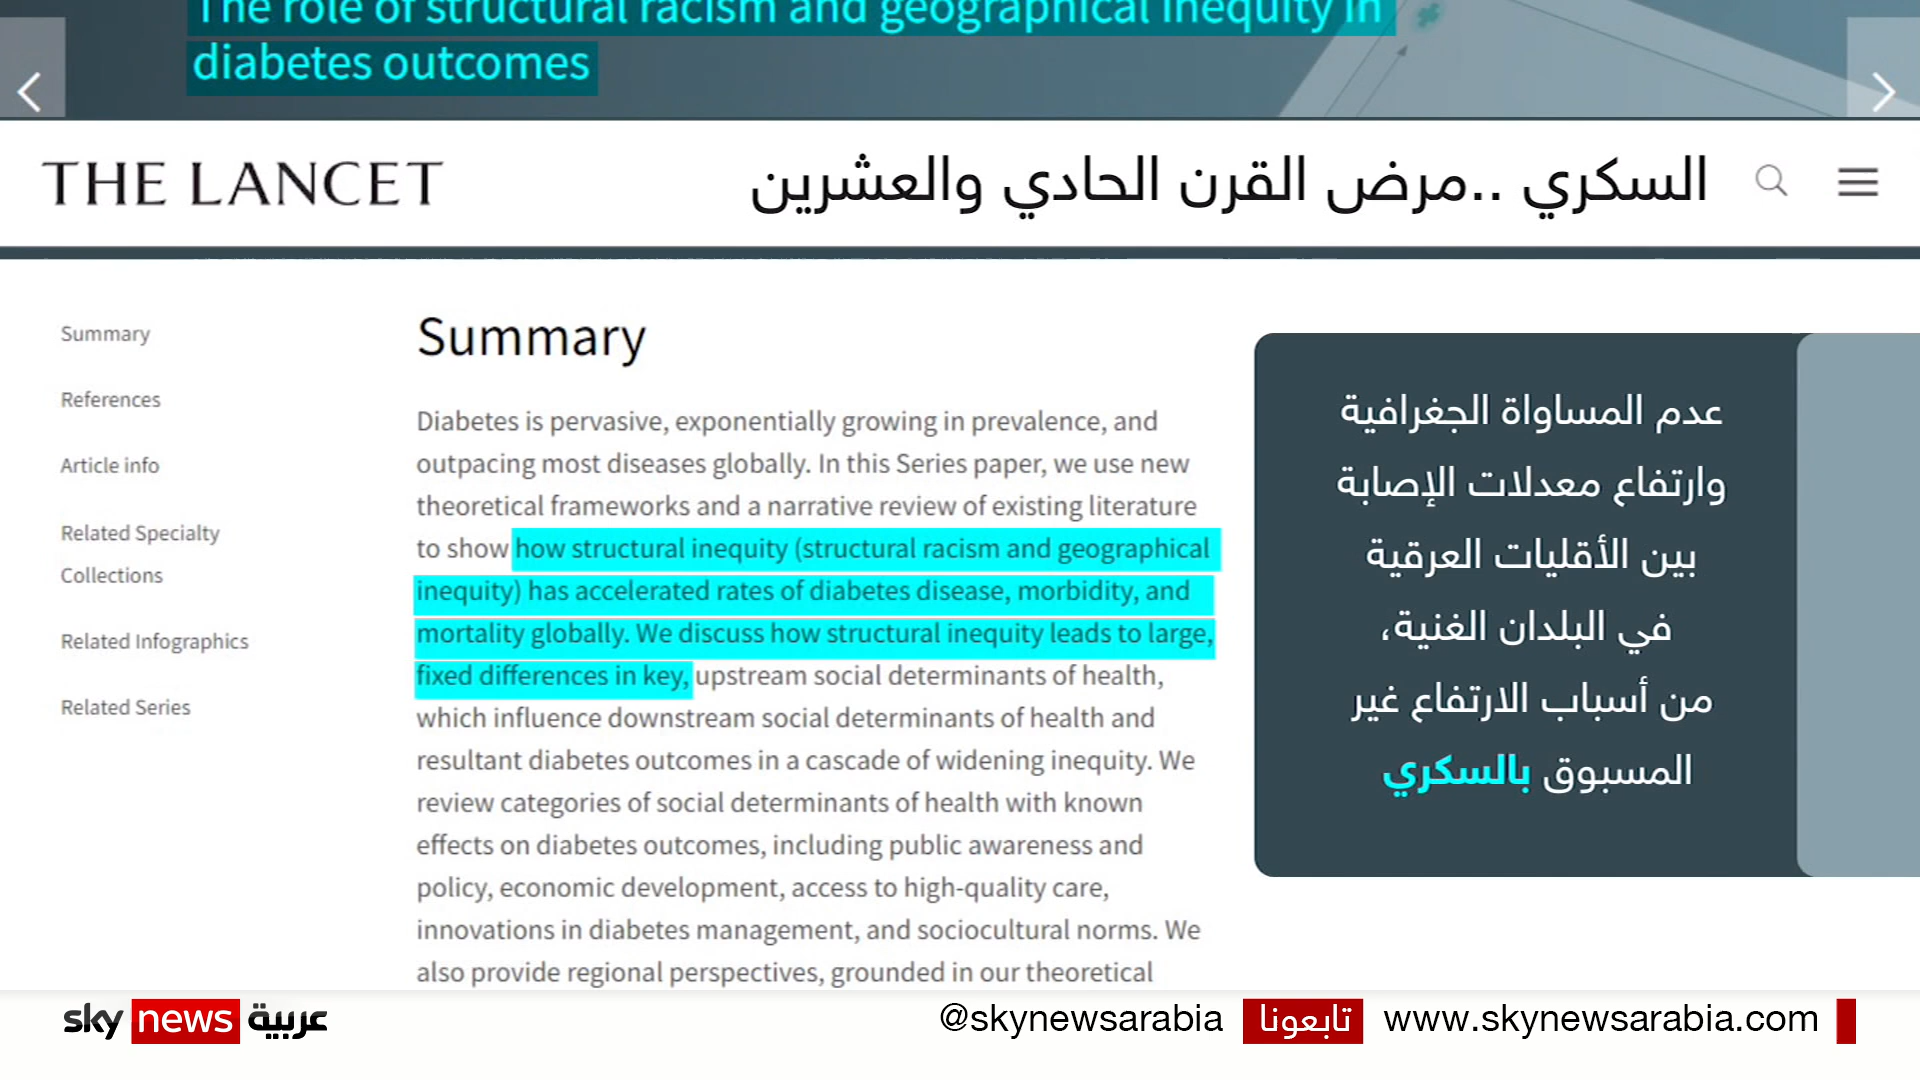 The role of structural racism and geographical inequity in
diabetes outcomes
THE LANCET
السكري ..مرض القرن الحادي والعشرين
Summary
References
Article info
Related Specialty
Collections
Related Infographics
Related Series
Summary
Diabetes is pervasive, exponentially growing in prevalence, and
outpacing most diseases globally. In this Series paper, we use new
theoretical frameworks and a narrative review of existing literature
to show how structural inequity (structural racism and geographical
inequity) has accelerated rates of diabetes disease, morbidity, and
mortality globally. We discuss how structural inequity leads to large,
fixed differences in key, upstream social determinants of health,
which influence downstream social determinants of health and
resultant diabetes outcomes in a cascade of widening inequity. We
review categories of social determinants of health with known
effects on diabetes outcomes, including public awareness and
policy, economic development, access to high-quality care,
innovations in diabetes management, and sociocultural norms. We
also provide regional perspectives, grounded in our theoretical
عدم المساواة الجغرافية
وارتفاع معدلات الإصابة
بين الأقليات العرقية
في البلدان الغنية،
من أسباب الارتفاع غير
المسبوق بالسكري
sky news عربية
@skynewsarabia تابعونا www.skynewsarabia.com